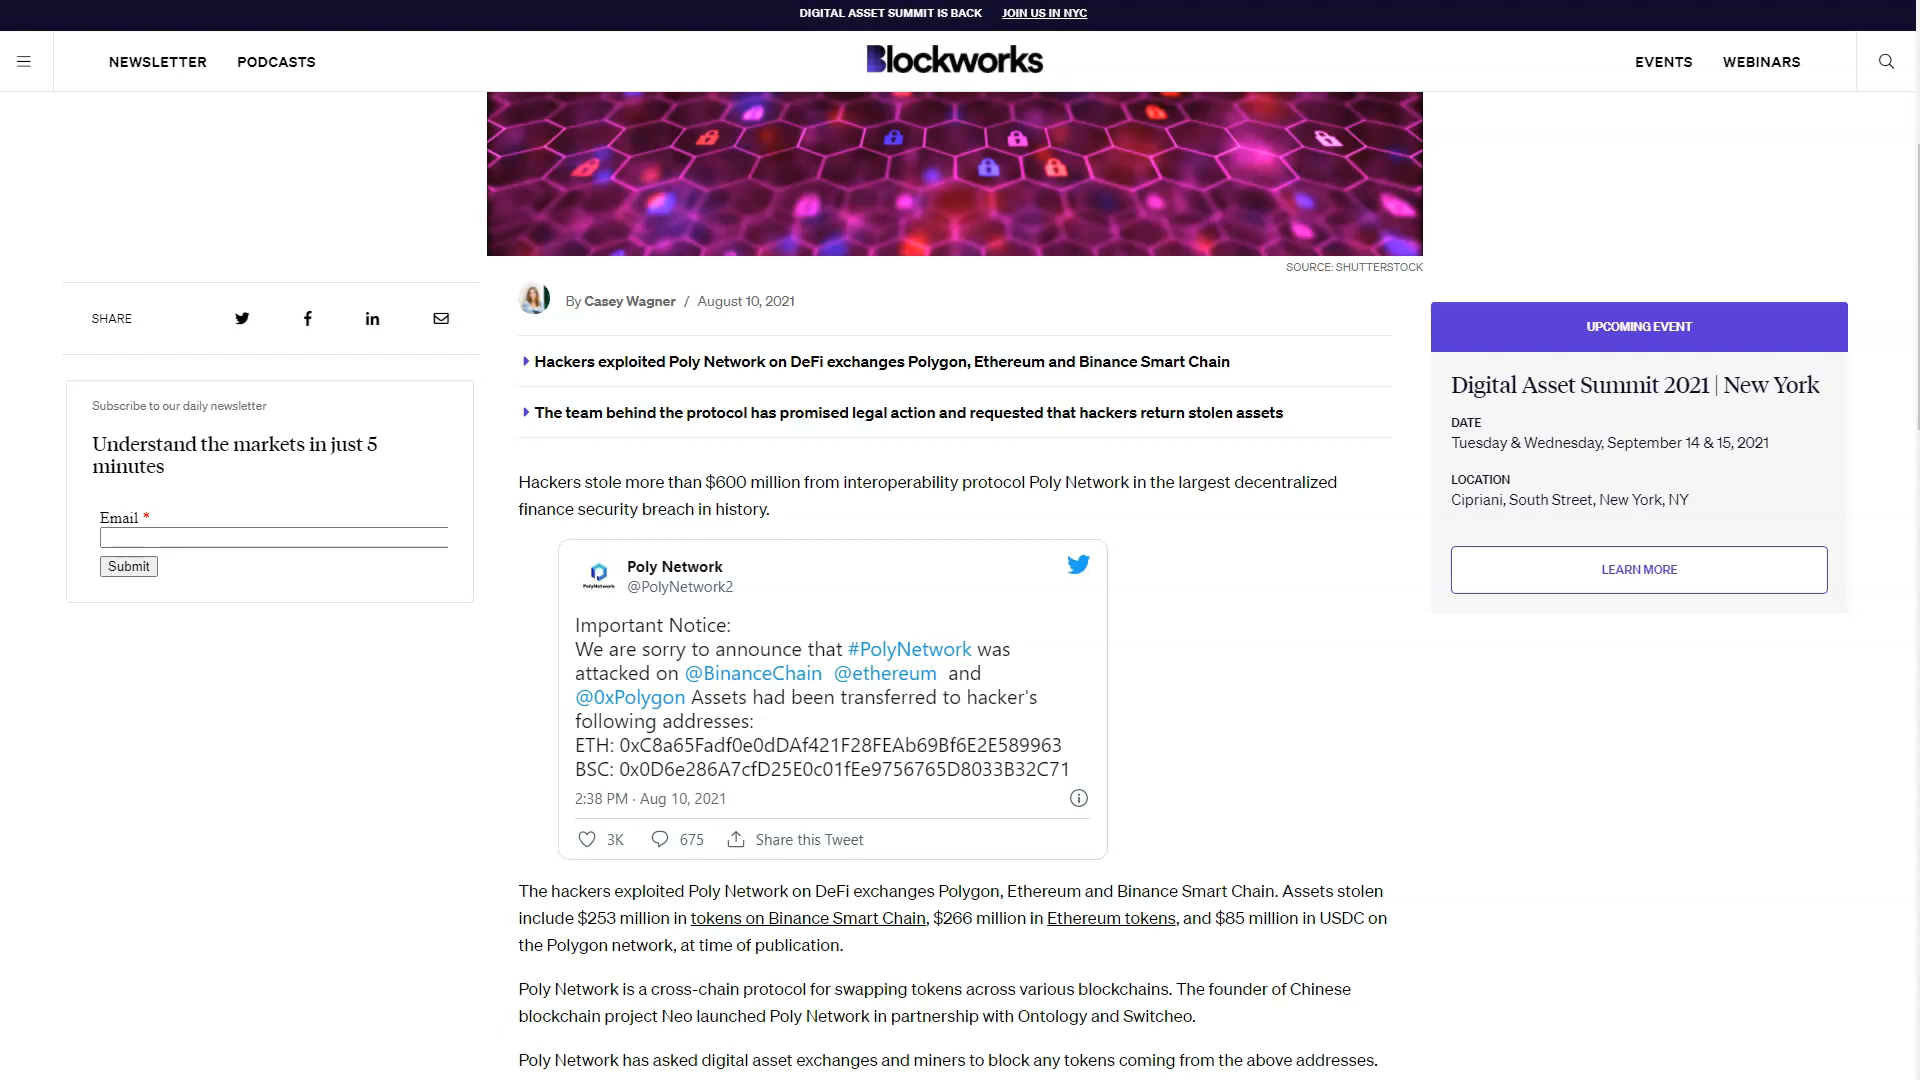 DIGITAL ASSET SUMMIT IS BACK JOIN US IN NYC
NEWSLETTER PODCASTS Blockworks EVENTS WEBINARS
SOURCE: SHUTTERSTOCK
By Casey Wagner / August 10, 2021
SHARE
Hackers exploited Poly Network on DeFi exchanges Polygon, Ethereum and Binance Smart Chain
The team behind the protocol has promised legal action and requested that hackers return stolen assets
Subscribe to our daily newsletter
Understand the markets in just 5
minutes
Email *
Submit
Hackers stole more than $600 million from interoperability protocol Poly Network in the largest decentralized
finance security breach in history.
PolyNetwork
Poly Network
@PolyNetwork2
Important Notice:
We are sorry to announce that #PolyNetwork was
attacked on @BinanceChain @ethereum and
@0xPolygon Assets had been transferred to hacker's
following addresses:
ETH: 0xC8a65Fadf0e0dDAf421F28FEAb69Bf6E2E589963
BSC: 0x0D6e286A7cfD25E0c01fEe9756765D8033B32C71
2:38 PM · Aug 10, 2021
3K 675 Share this Tweet
The hackers exploited Poly Network on DeFi exchanges Polygon, Ethereum and Binance Smart Chain. Assets stolen
include $253 million in tokens on Binance Smart Chain, $266 million in Ethereum tokens, and $85 million in USDC on
the Polygon network, at time of publication.
Poly Network is a cross-chain protocol for swapping tokens across various blockchains. The founder of Chinese
blockchain project Neo launched Poly Network in partnership with Ontology and Switcheo.
Poly Network has asked digital asset exchanges and miners to block any tokens coming from the above addresses.
UPCOMING EVENT
Digital Asset Summit 2021 | New York
DATE
Tuesday & Wednesday, September 14 & 15, 2021
LOCATION
Cipriani, South Street, New York, NY
LEARN MORE